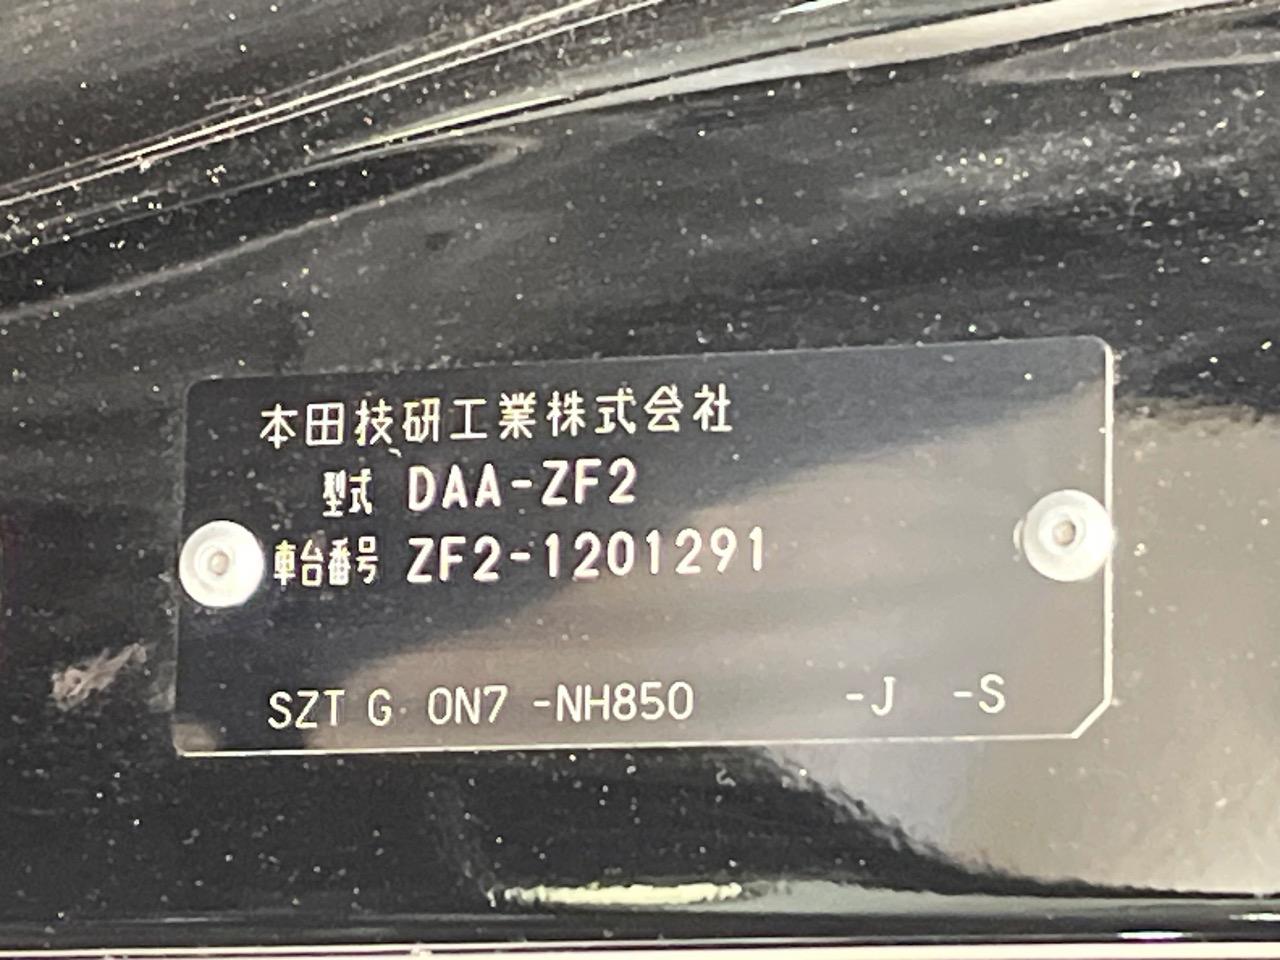 本田技研工業株式会社
型式 DAA-ZF2
車台番号 ZF2-1201291
SZT G 0N7 -NH850 -J -S